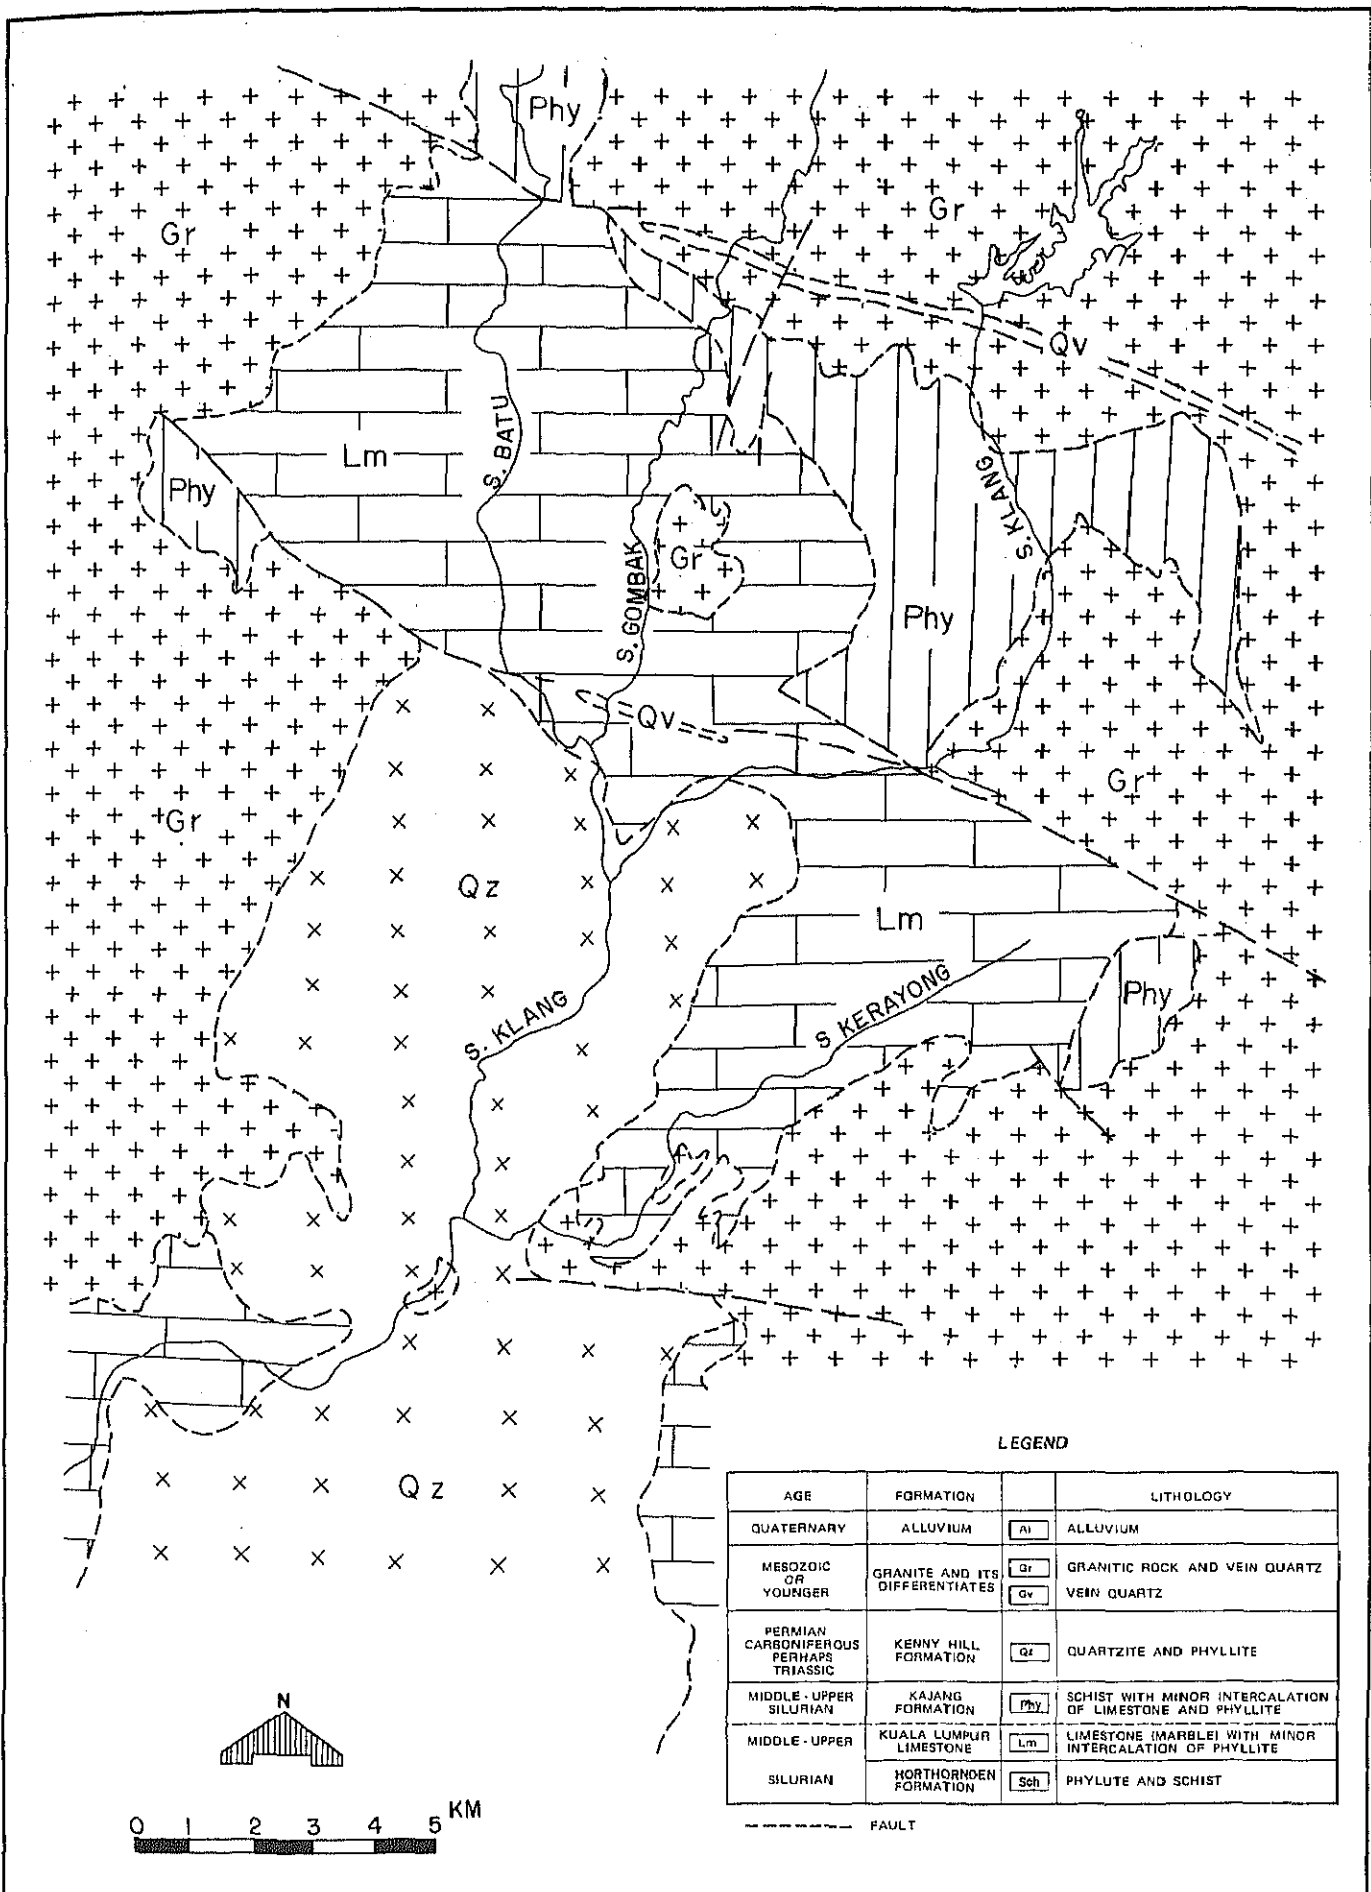 Phy
Gr
Gr
Qv
S. BATU
Lm
Phy
S. KLANG
Gr
S. GOMBAK
Phy
Qv
Gr
Gr
Qz
Lm
S. KLANG
S KERAYONG
Phy
Qz
LEGEND
AGE FORMATION LITHOLOGY
QUATERNARY ALLUVIUM Al ALLUVIUM
MESOZOIC OR YOUNGER GRANITE AND ITS DIFFERENTIATES Gr GRANITIC ROCK AND VEIN QUARTZ
Gv VEIN QUARTZ
PERMIAN CARBONIFEROUS PERHAPS TRIASSIC KENNY HILL FORMATION Qz QUARTZITE AND PHYLLITE
MIDDLE - UPPER SILURIAN KAJANG FORMATION Phy SCHIST WITH MINOR INTERCALATION OF LIMESTONE AND PHYLLITE
MIDDLE - UPPER KUALA LUMPUR LIMESTONE Lm LIMESTONE (MARBLE) WITH MINOR INTERCALATION OF PHYLLITE
SILURIAN HORTHORNDEN FORMATION Sch PHYLUTE AND SCHIST
FAULT
N
0 1 2 3 4 5 KM